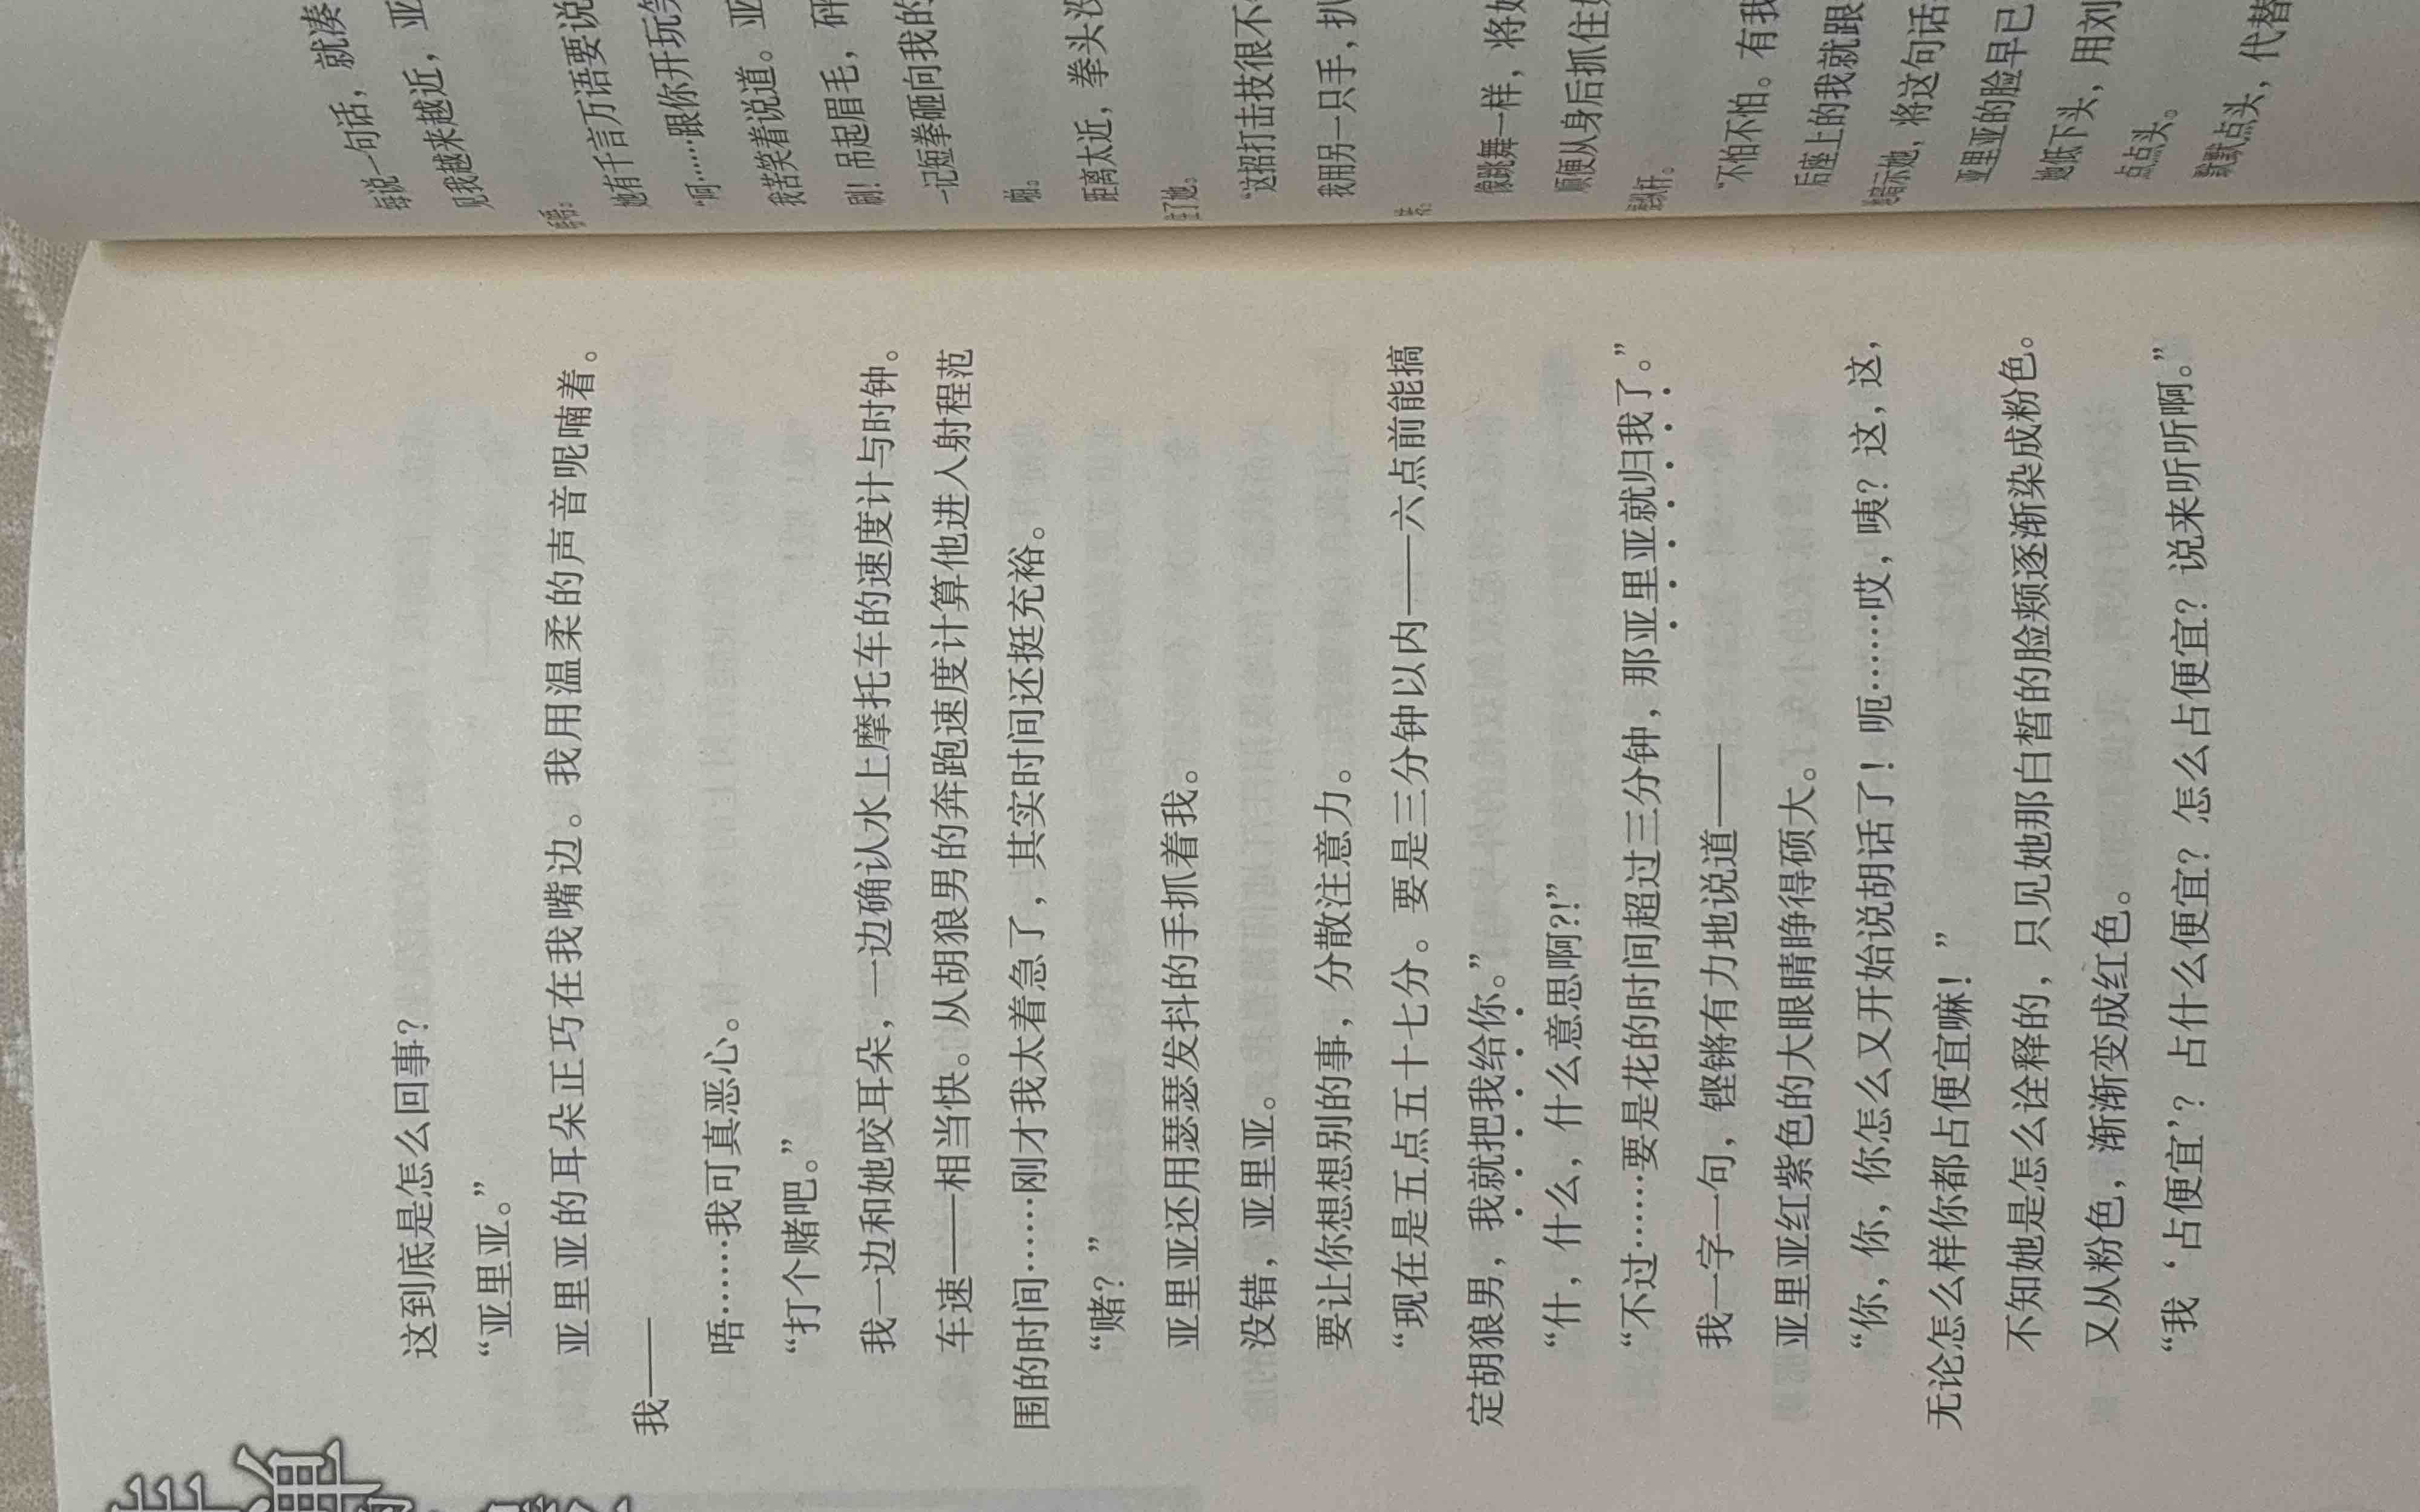 弹
这到底是怎么回事？
“亚里亚。”
亚里亚的耳朵正巧在我嘴边。我用温柔的声音呢喃着。
我——
唔……我可真恶心。
“打个赌吧。”
我一边和她咬耳朵，一边确认水上摩托车的速度计与时钟。
车速——相当快。从胡狼男的奔跑速度计算他进入射程范
围的时间……刚才我太着急了，其实时间还挺充裕。
“赌？”
亚里亚还用瑟瑟发抖的手抓着我。
没错，亚里亚。
要让你想想别的事，分散注意力。
“现在是五点五十七分。要是三分钟以内——六点前能搞
定胡狼男，我就把我给你。”
“什，什么，什么意思啊?!”
“不过……要是花的时间超过三分钟，那亚里亚就归我了。”
我一字一句，铿锵有力地说道——
亚里亚红紫色的大眼睛睁得硕大。
“你，你，你怎么又开始说胡话了！呃……哎，咦？这，这，
无论怎么样你都占便宜嘛！”
不知她是怎么诠释的，只见她那白皙的脸颊逐渐染成粉色。
又从粉色，渐渐变成红色。
“我‘占便宜’？占什么便宜？怎么占便宜？说来听听啊。”
每说一句话，就凑
见我越来越近，亚
唔。
她有千言万语要说
“呵……跟你开玩笑
我苦笑着说道。亚
刷！吊起眉毛，砰
一记短拳砸向我的
啪。
距离太近，拳头没
住了她。
“这招打击技很不
我用另一只手，扒
像跳舞一样，将她
顺便从身后抓住
纵杆。
“不怕不怕。有我
后座上的我就跟
暗示她，将这句话
亚里亚的脸早已
她低下头，用刘
点点头。
默默点头，代替